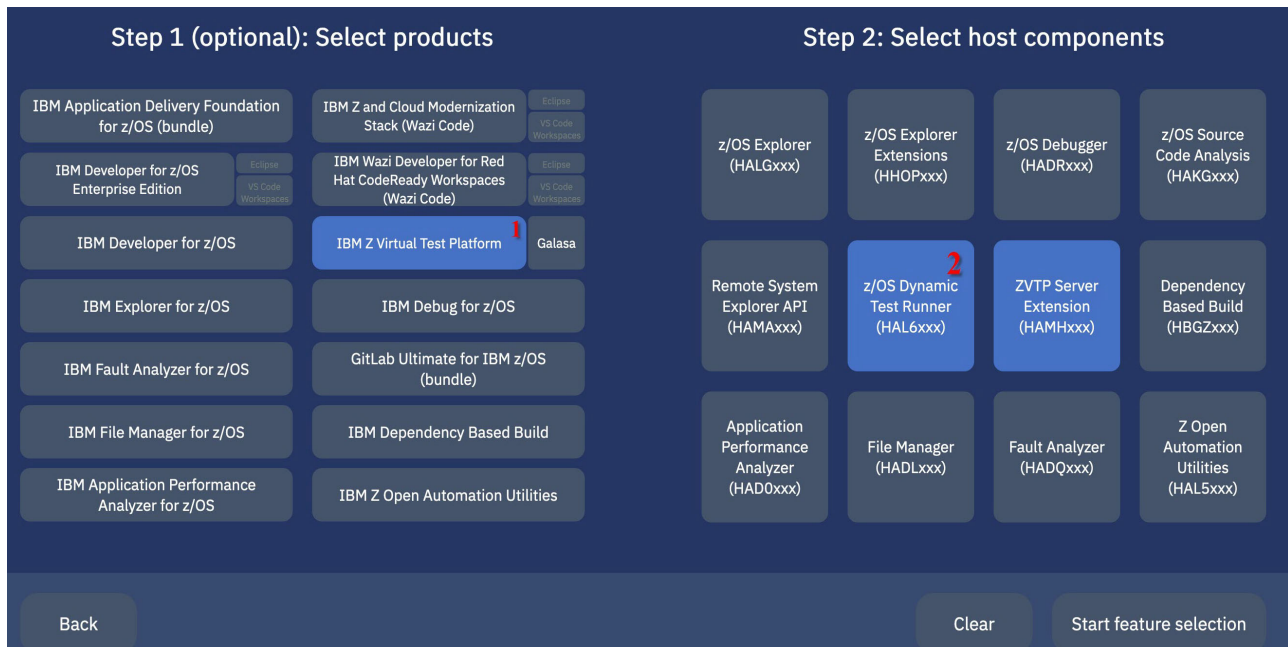 Step 1 (optional): Select products
IBM Application Delivery Foundation
for z/OS (bundle)
IBM Z and Cloud Modernization
Stack (Wazi Code)
Eclipse
VS Code
Workspaces
IBM Developer for z/OS
Enterprise Edition
Eclipse
VS Code
Workspaces
IBM Wazi Developer for Red
Hat CodeReady Workspaces
(Wazi Code)
Eclipse
VS Code
Workspaces
IBM Developer for z/OS
IBM Z Virtual Test Platform
1
Galasa
IBM Explorer for z/OS
IBM Debug for z/OS
IBM Fault Analyzer for z/OS
GitLab Ultimate for IBM z/OS
(bundle)
IBM File Manager for z/OS
IBM Dependency Based Build
IBM Application Performance
Analyzer for z/OS
IBM Z Open Automation Utilities
Step 2: Select host components
z/OS Explorer
(HALGxxx)
z/OS Explorer
Extensions
(HHOPxxx)
z/OS Debugger
(HADRxxx)
z/OS Source
Code Analysis
(HAKGxxx)
Remote System
Explorer API
(HAMAxxx)
2
z/OS Dynamic
Test Runner
(HAL6xxx)
ZVTP Server
Extension
(HAMHxxx)
Dependency
Based Build
(HBGZxxx)
Application
Performance
Analyzer
(HAD0xxx)
File Manager
(HADLxxx)
Fault Analyzer
(HADQxxx)
Z Open
Automation
Utilities
(HAL5xxx)
Back
Clear
Start feature selection